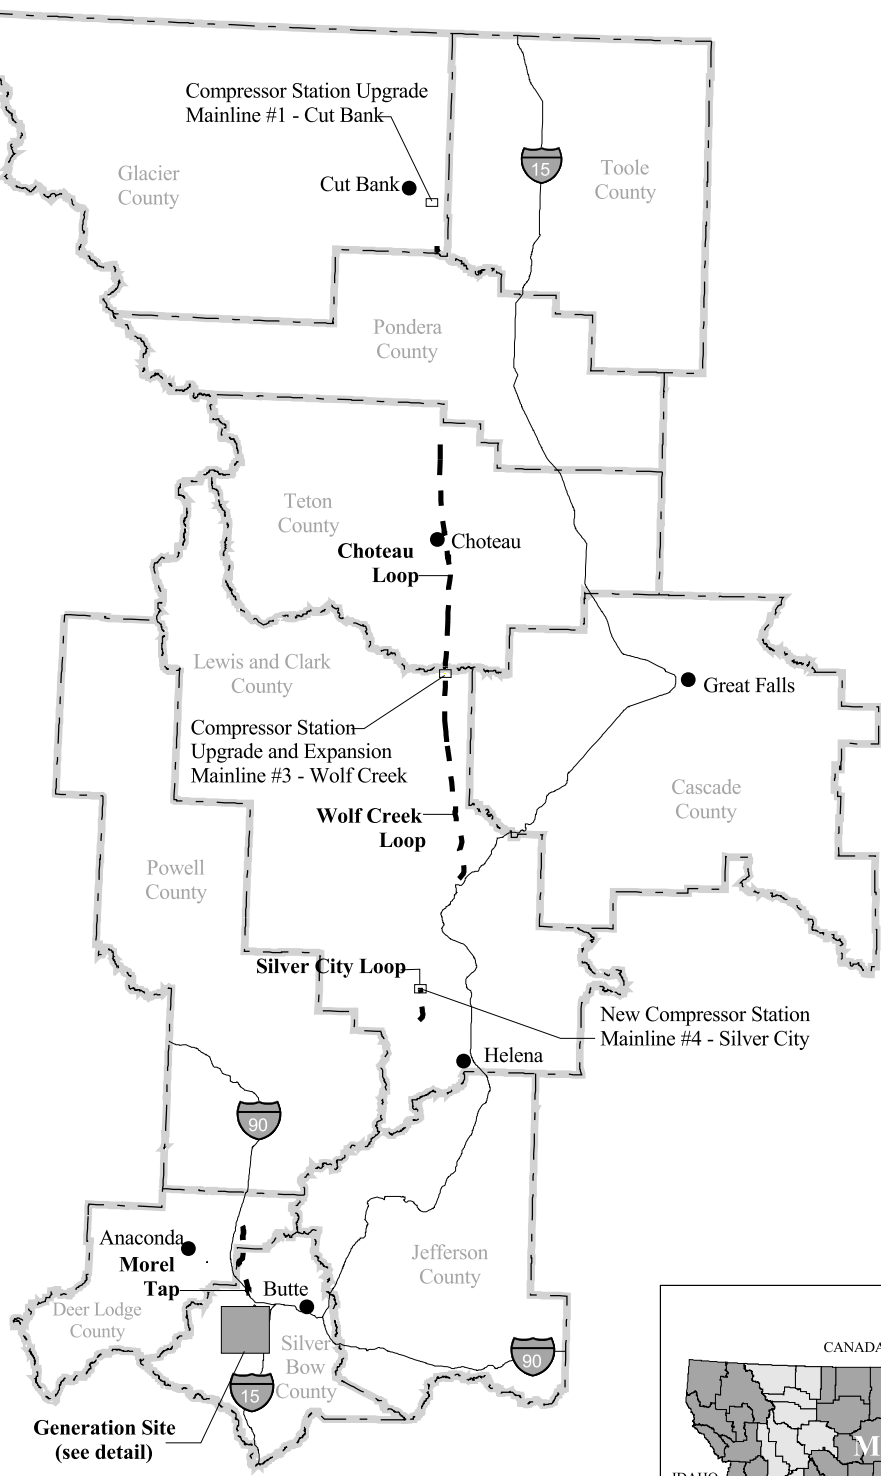 Compressor Station Upgrade
Mainline #1 - Cut Bank
Glacier
County
Cut Bank
15
Toole
County
Pondera
County
Teton
County
Choteau
Choteau
Loop
Lewis and Clark
County
Great Falls
Compressor Station
Upgrade and Expansion
Mainline #3 - Wolf Creek
Cascade
County
Wolf Creek
Loop
Powell
County
Silver City Loop
New Compressor Station
Mainline #4 - Silver City
Helena
90
Anaconda
Morel
Tap
Butte
Jefferson
County
Deer Lodge
County
Silver
Bow
County
90
15
Generation Site
(see detail)
CANADA
M
IDAHO